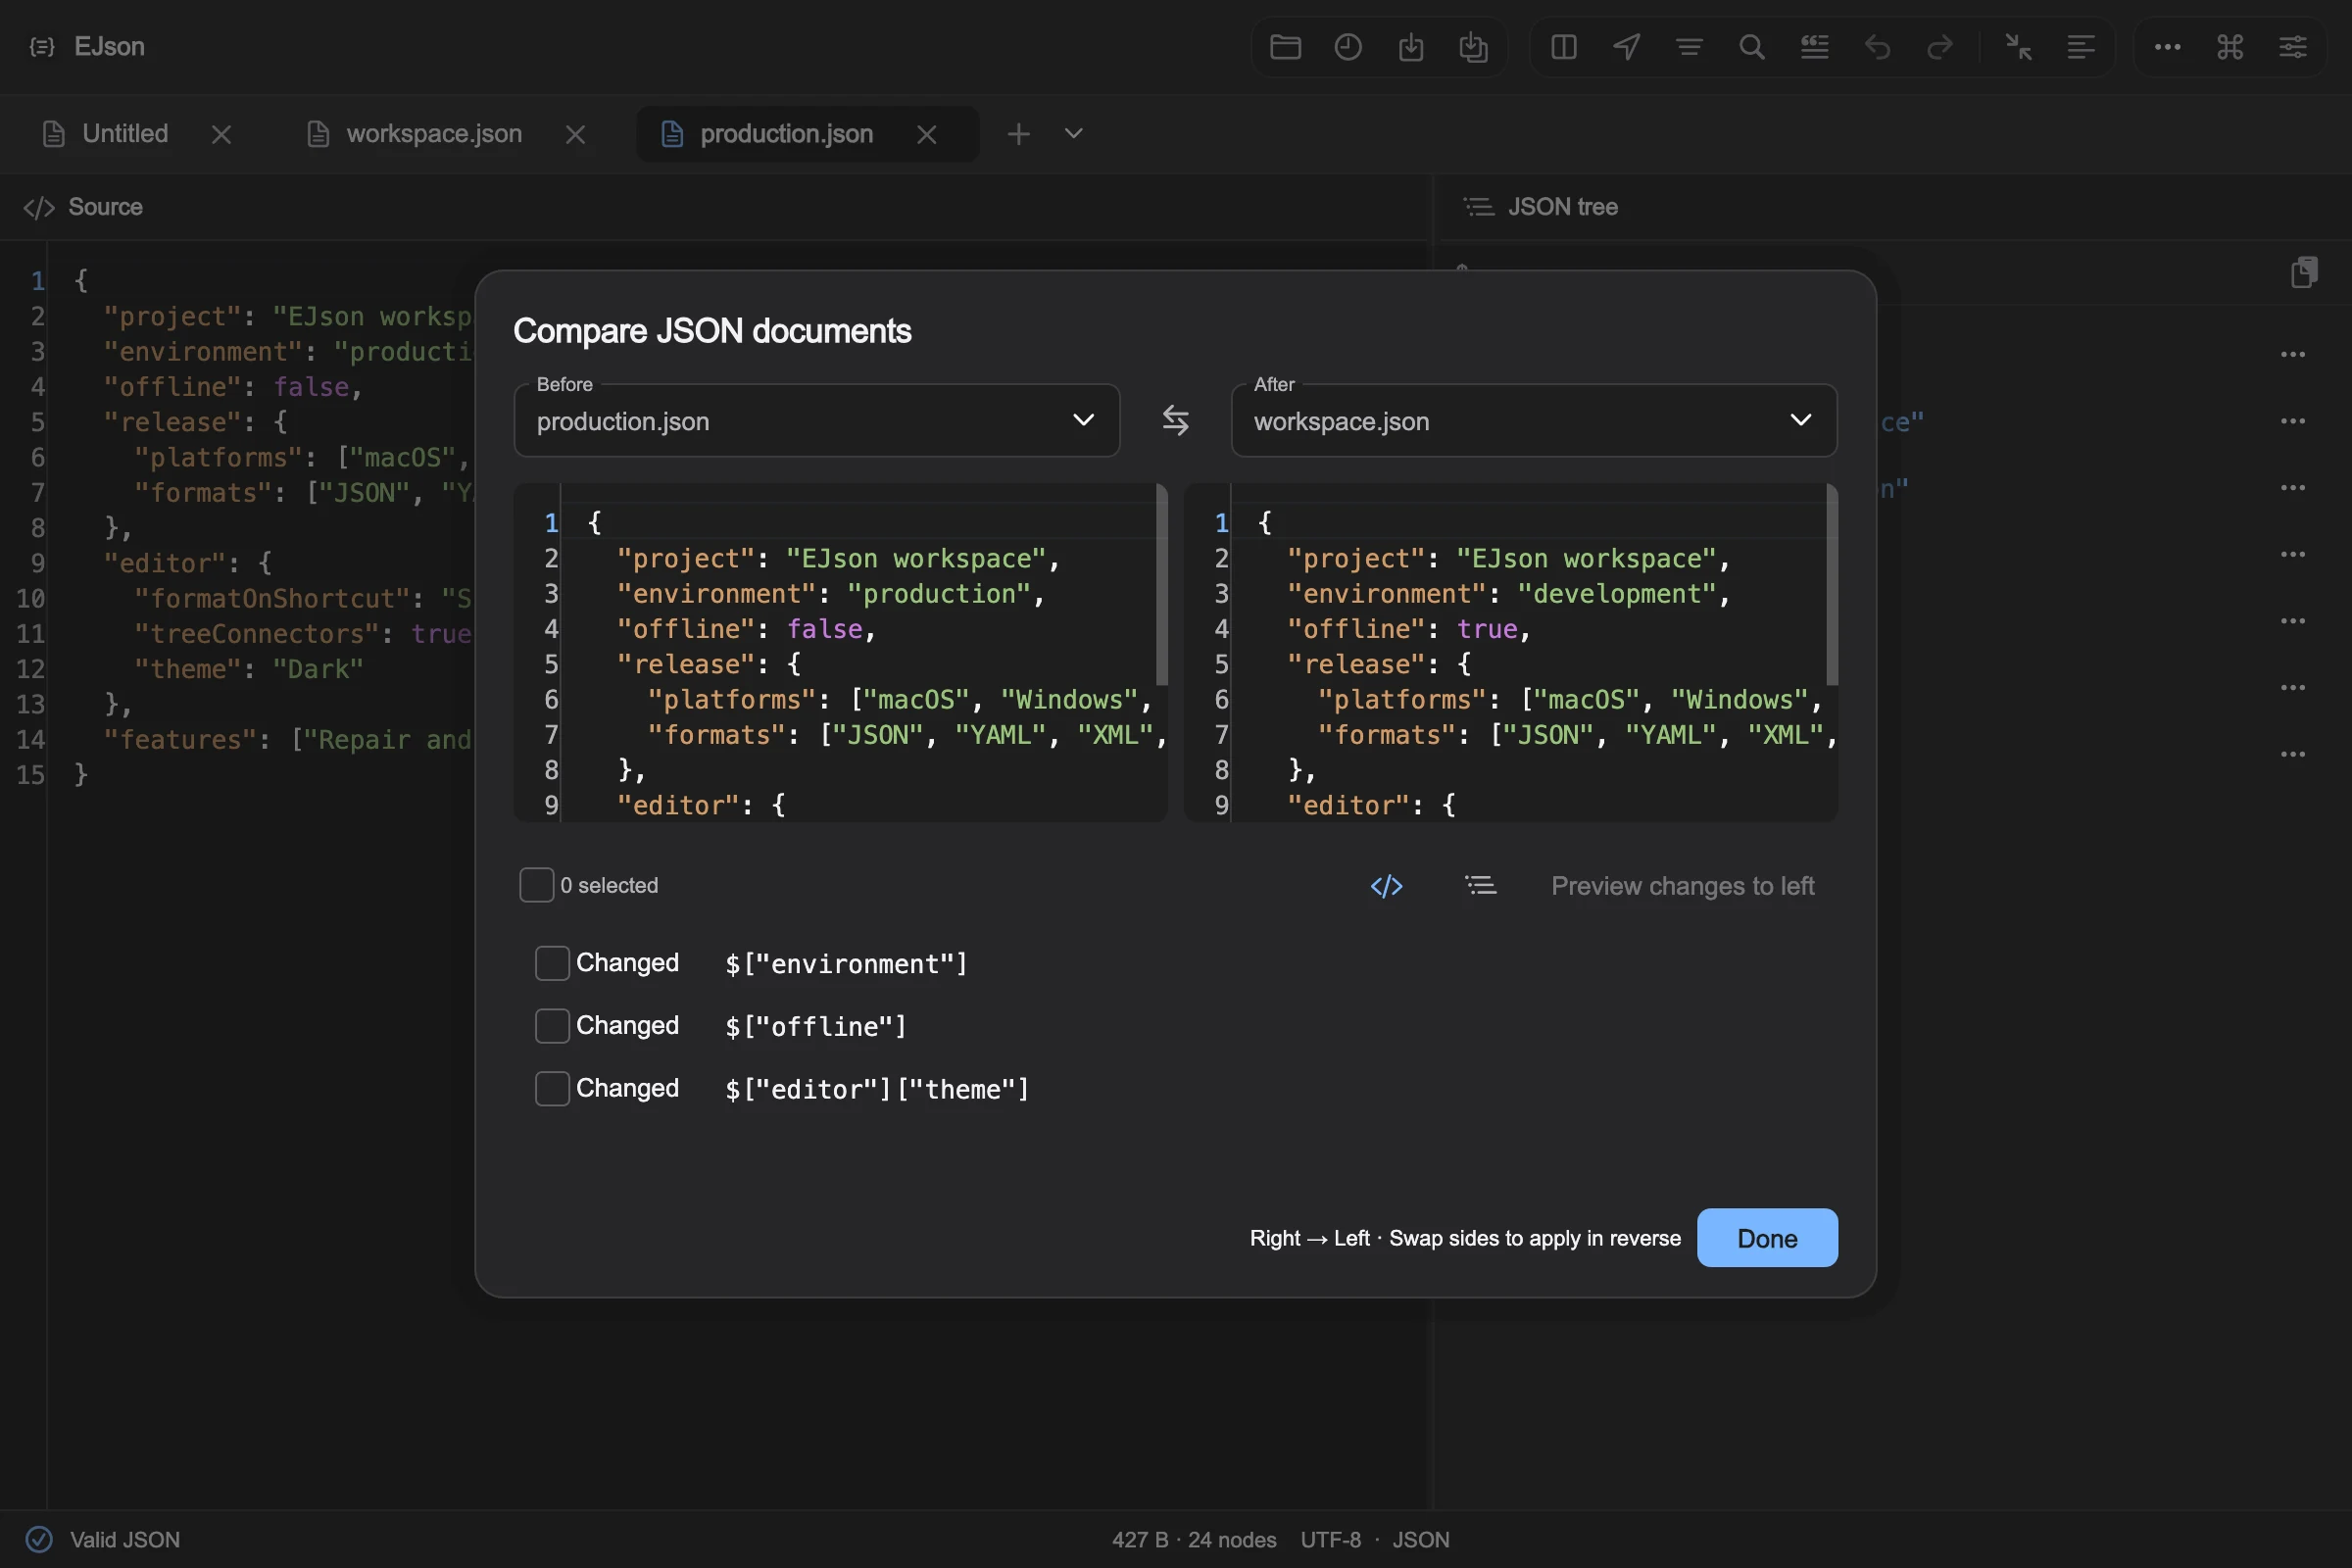 EJson
Untitled
workspace.json
production.json
Source
JSON tree
1 {
2 "project": "EJson worksp
3 "environment": "producti
4 "offline": false,
5 "release": {
6 "platforms": ["macOS",
7 "formats": ["JSON", "Y
8 },
9 "editor": {
10 "formatOnShortcut": "S
11 "treeConnectors": true
12 "theme": "Dark"
13 },
14 "features": ["Repair and
15 }
ce"
n"
Compare JSON documents
Before
production.json
After
workspace.json
1 {
2 "project": "EJson workspace",
3 "environment": "production",
4 "offline": false,
5 "release": {
6 "platforms": ["macOS", "Windows",
7 "formats": ["JSON", "YAML", "XML",
8 },
9 "editor": {
1 {
2 "project": "EJson workspace",
3 "environment": "development",
4 "offline": true,
5 "release": {
6 "platforms": ["macOS", "Windows",
7 "formats": ["JSON", "YAML", "XML",
8 },
9 "editor": {
0 selected
Preview changes to left
Changed $["environment"]
Changed $["offline"]
Changed $["editor"]["theme"]
Right → Left · Swap sides to apply in reverse
Done
Valid JSON
427 B · 24 nodes UTF-8 · JSON